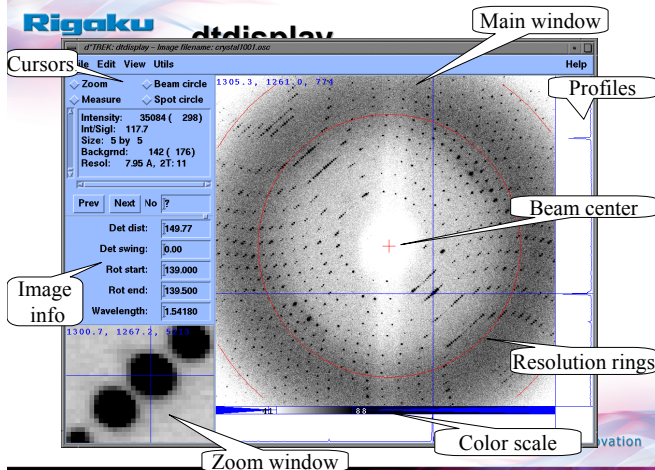 Rigaku
dtdisplay
Main window
d*TREK: dtdisplay – Image filename: crystal1001.osc
Cursors
File Edit View Utils
Help
Zoom
Beam circle
Measure
Spot circle
1305.3, 1261.0, 774
Profiles
Intensity: 35084 ( 298)
Int/SigI: 117.7
Size: 5 by 5
Backgrnd: 142 ( 176)
Resol: 7.95 A, 2T: 11
Prev
Next
No
?
Beam center
Det dist: 149.77
Det swing: 0.00
Rot start: 139.000
Rot end: 139.500
Wavelength: 1.54180
Image
info
1300.7, 1267.2,
Resolution rings
88
Color scale
ovation
Zoom window